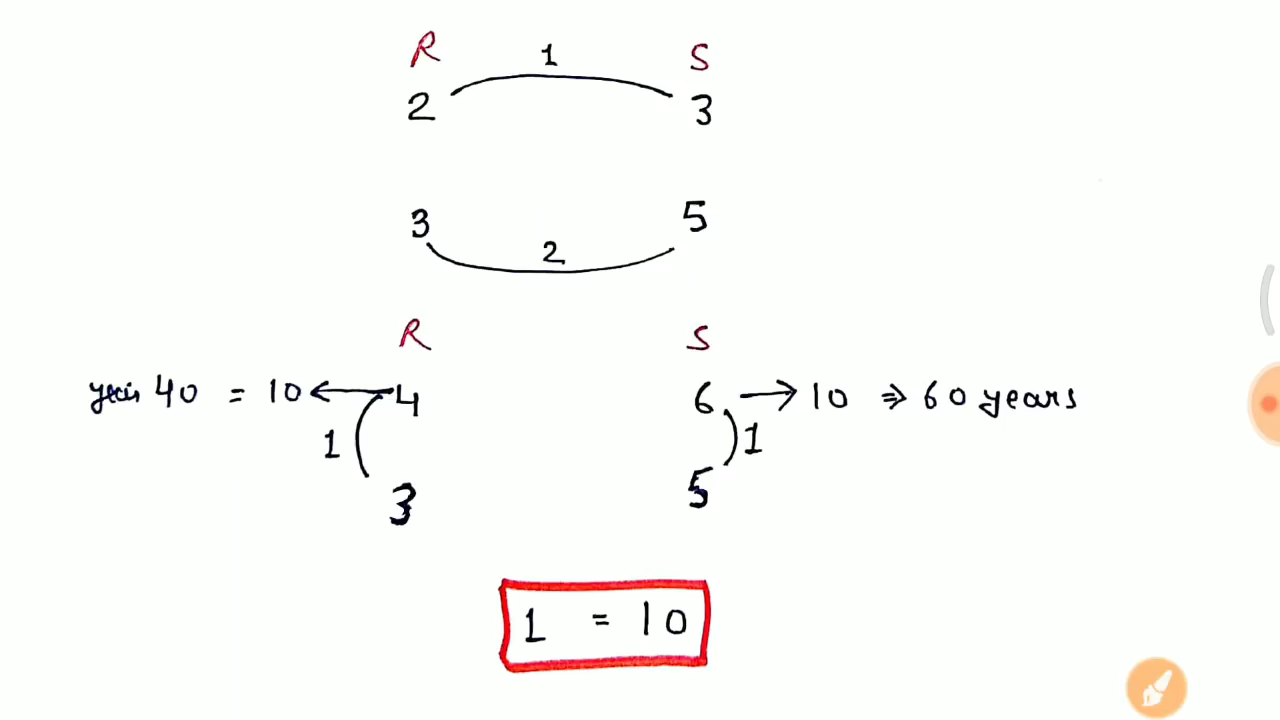 R 1 S
2 3
3 5
2
R S
years 40 = 10 ← 4 6 → 10 ⇒ 60 years
1 1
3 5
1 = 10